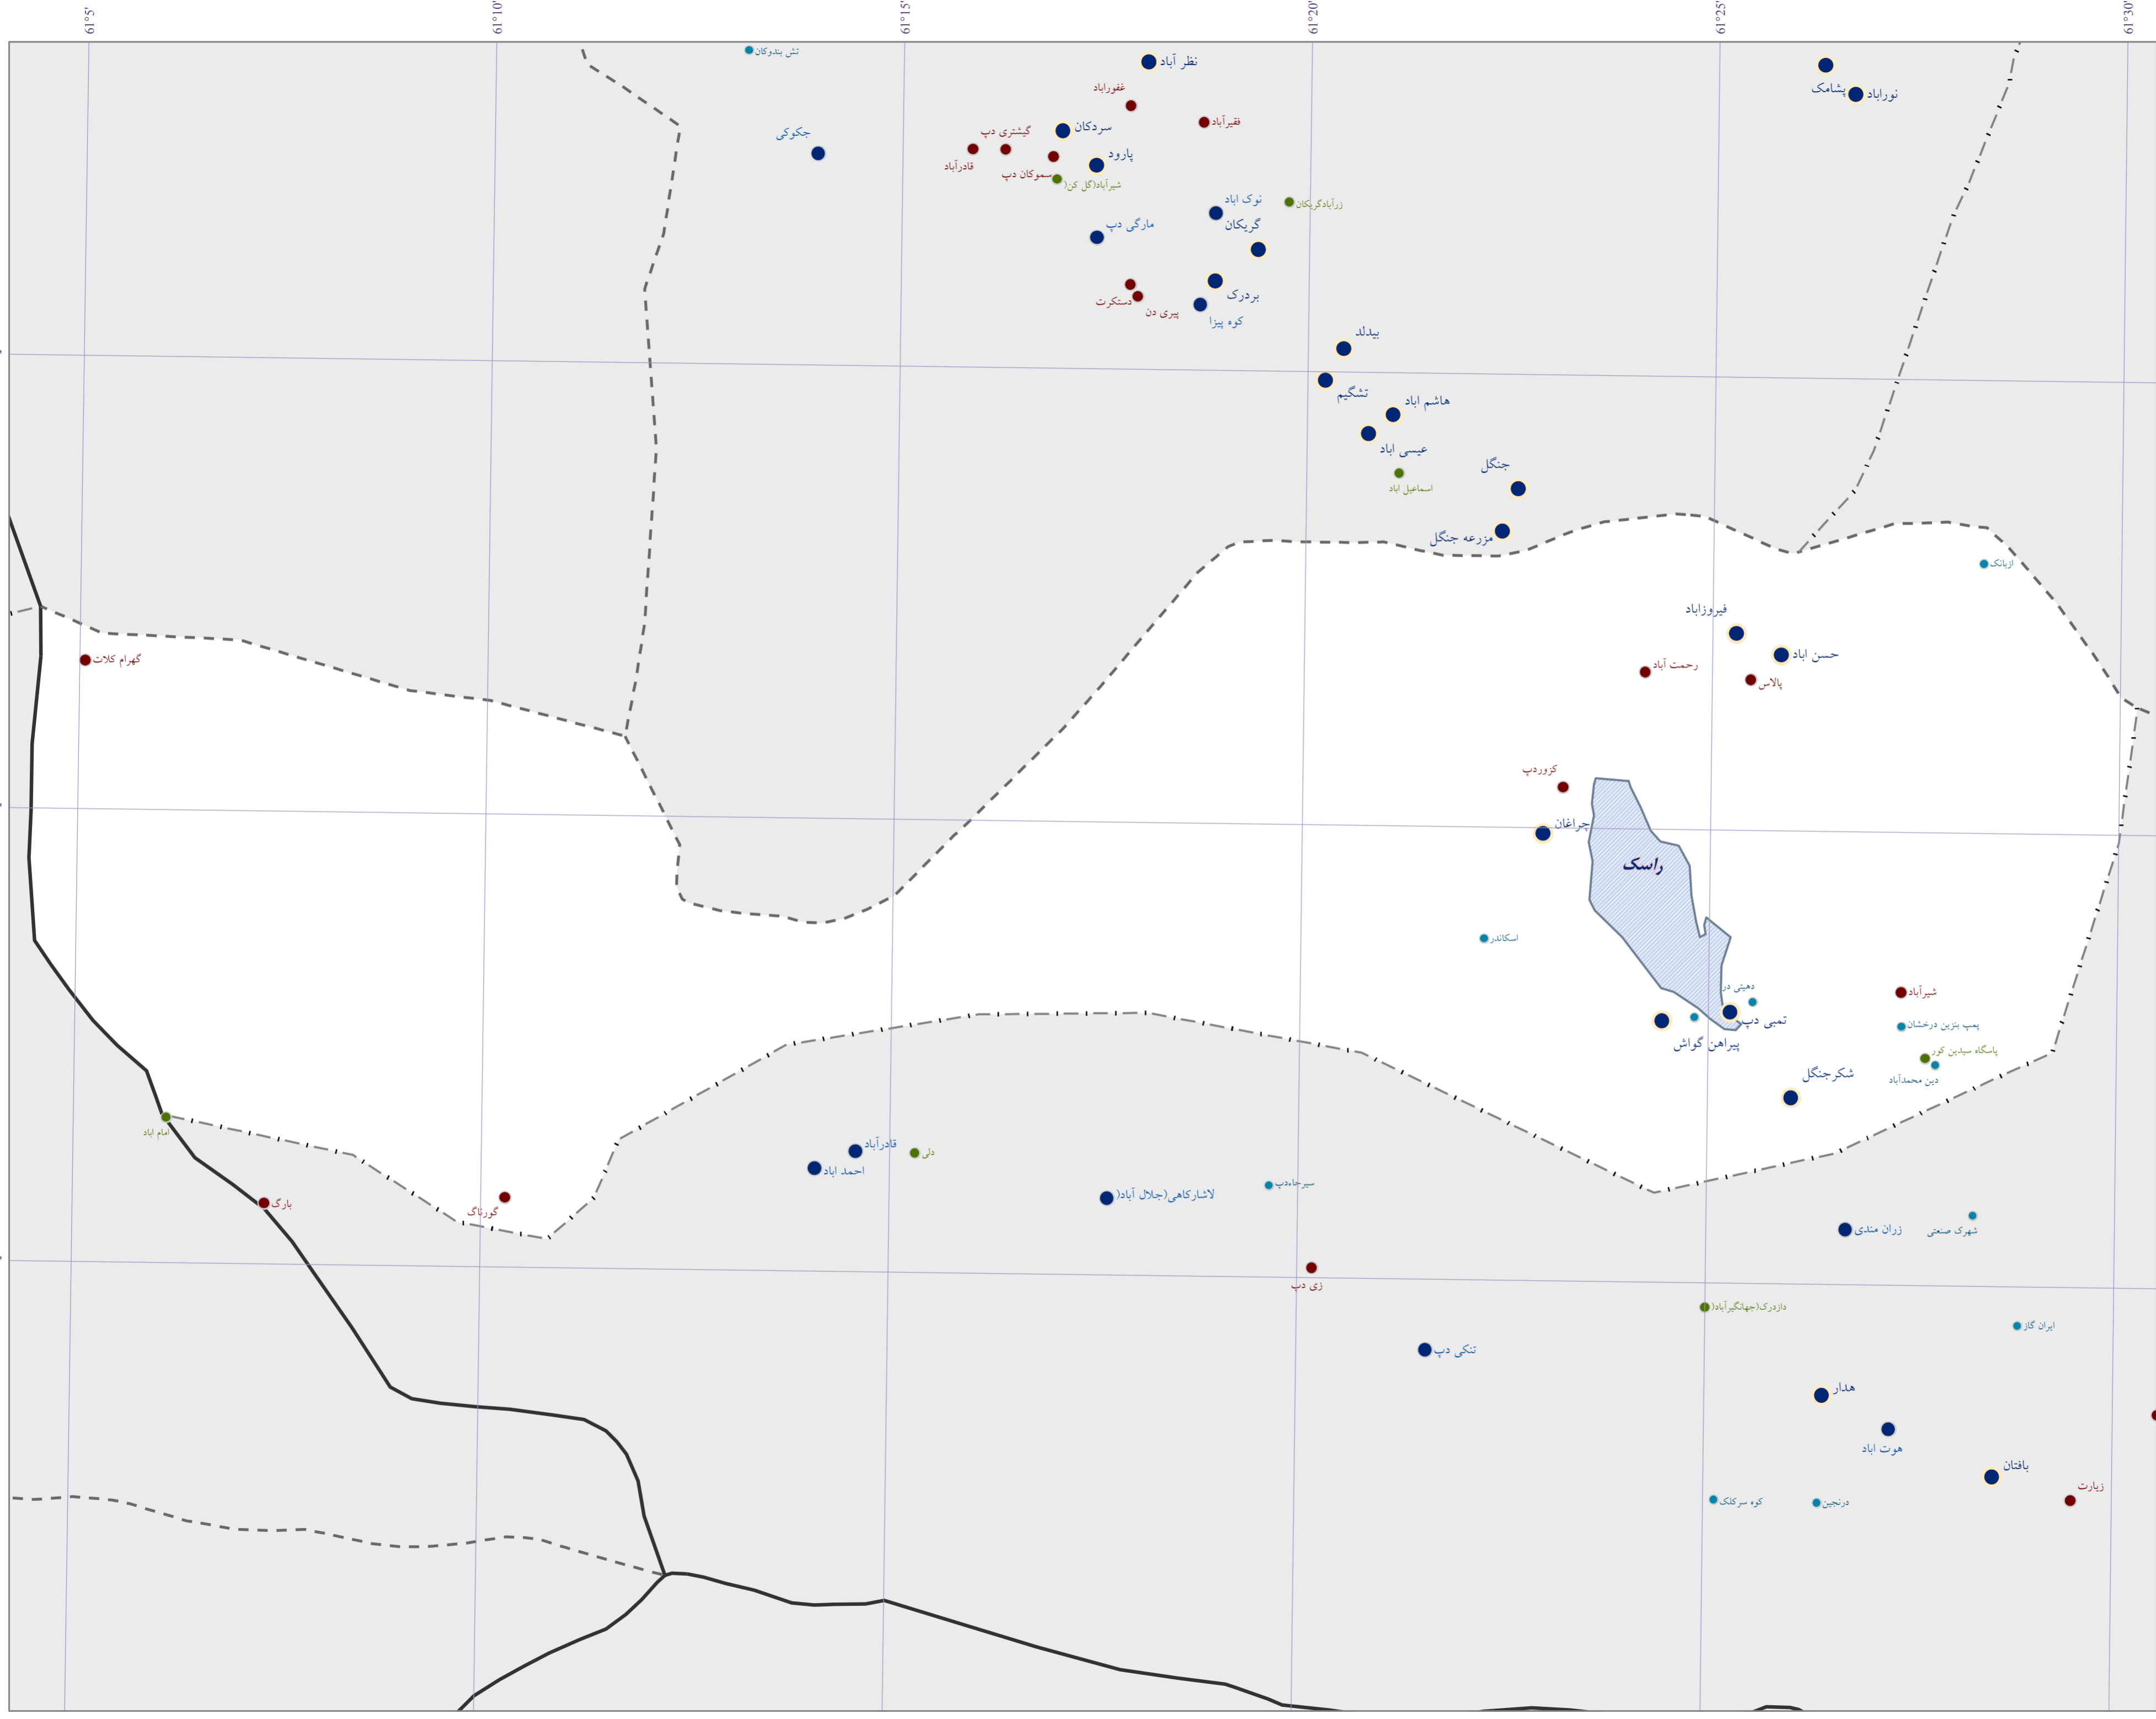 61°5'
61°10'
61°15'
61°20'
61°25'
61°30'
تش بندوکان
نظر آباد
پشامک
نوراباد
غفوراباد
فقیرآباد
سردکان
گیشتری دپ
جکوکی
پارود
قادرآباد
سموکان دپ
شیرآباد(گل کن(
نوک اباد
زرآبادگریکان
مارگی دپ
گریکان
بردرک
دستکرت
پیری دن
کوه پیزا
بیدلد
تشگیم
هاشم اباد
عیسی اباد
جنگل
اسماعیل اباد
مزرعه جنگل
ازبانک
فیروزاباد
گهرام کلات
حسن اباد
رحمت آباد
پالاس
کزوردپ
چراغان
راسک
اسکاندر
دهیتی در
شیرآباد
تمبی دپ
پمپ بنزین درخشان
پیراهن گواش
پاسگاه سیدین کور
شکرجنگل
دین محمدآباد
امام اباد
قادرآباد
دلی
احمد اباد
سیرجاءدپ
لاشارکاهی(جلال آباد(
بارگ
گورناگ
زران مندی
شهرک صنعتی
زی دپ
دازدرک(جهانگیرآباد(
ایران گاز
تنکی دپ
هدار
هوت اباد
بافتان
زیارت
کوه سرکلک
درنجین